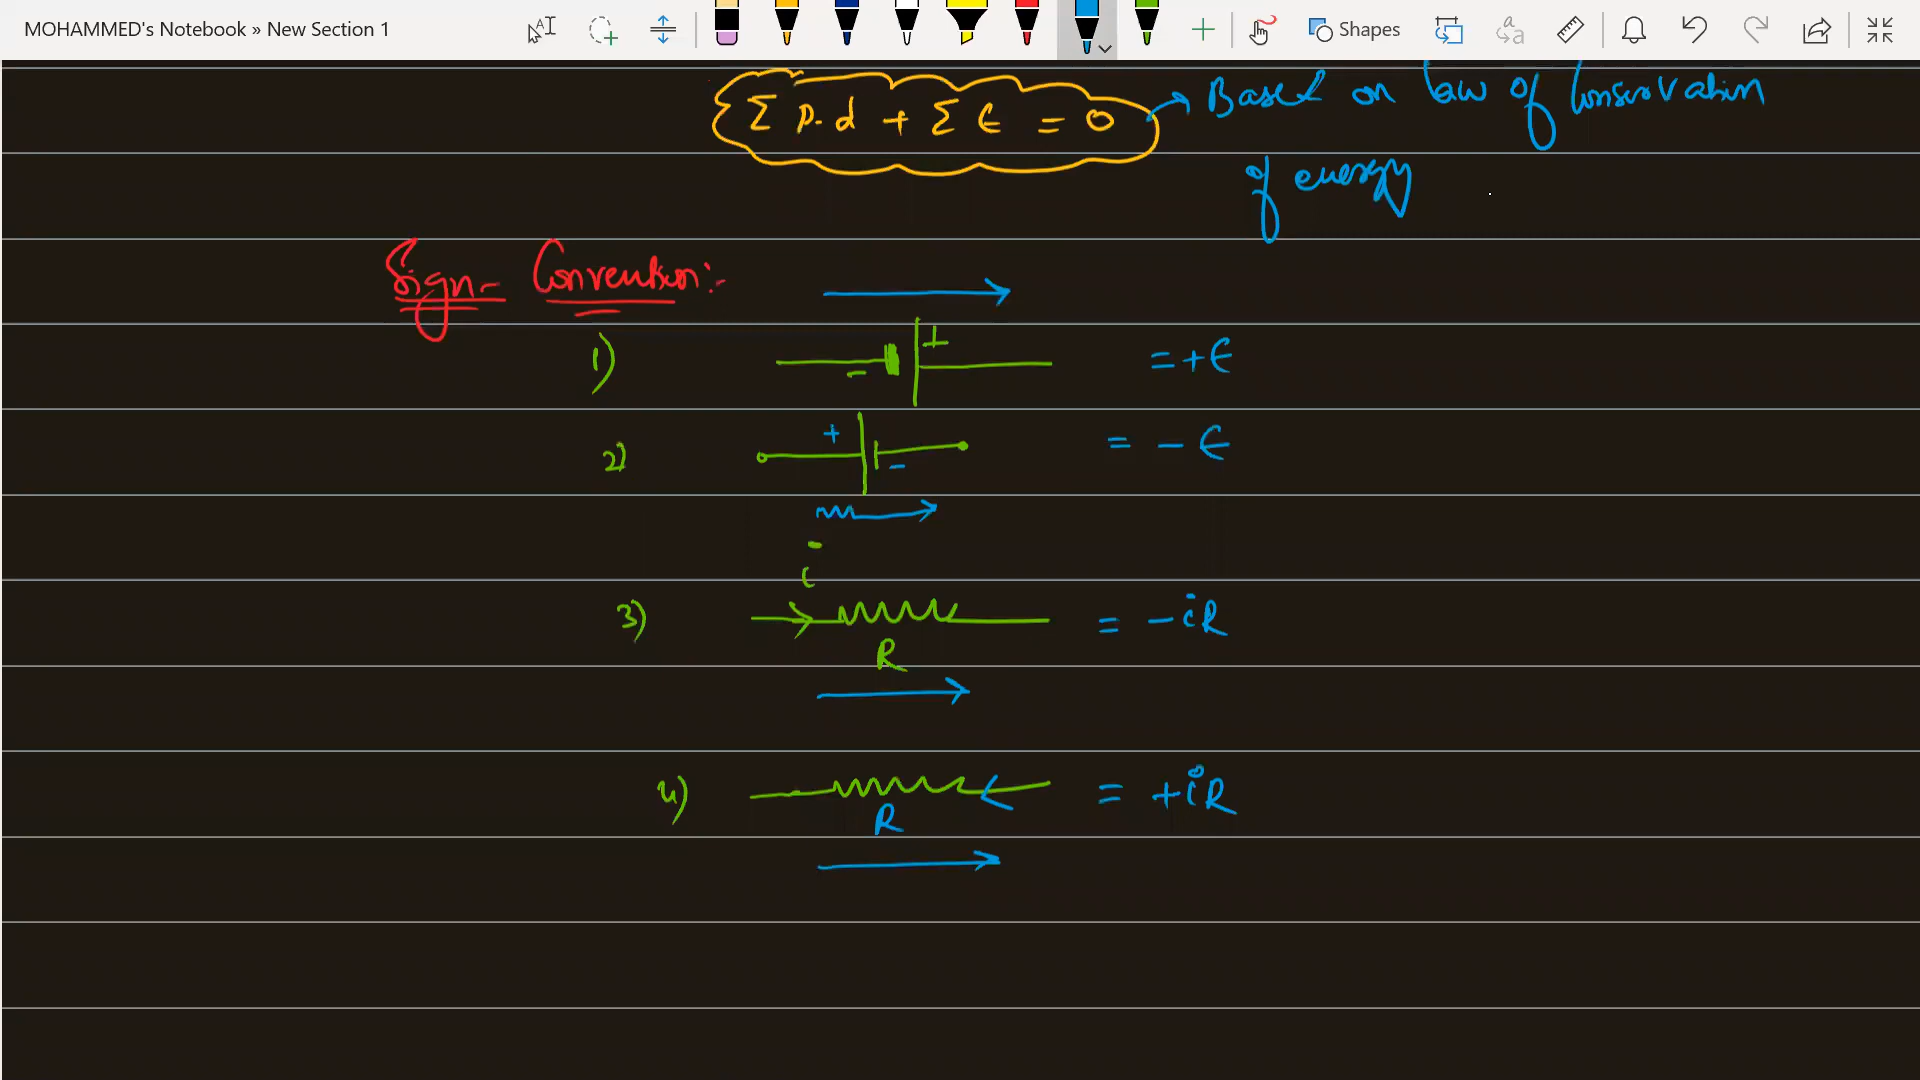 MOHAMMED's Notebook » New Section 1
Shapes
Σ P.d + Σ ϵ = 0 → Based on law of Conservation
of energy
Sign- Convention:-
1) - + = +ϵ
2) + - = - ϵ
i
3) R = -iR
4) R = +iR